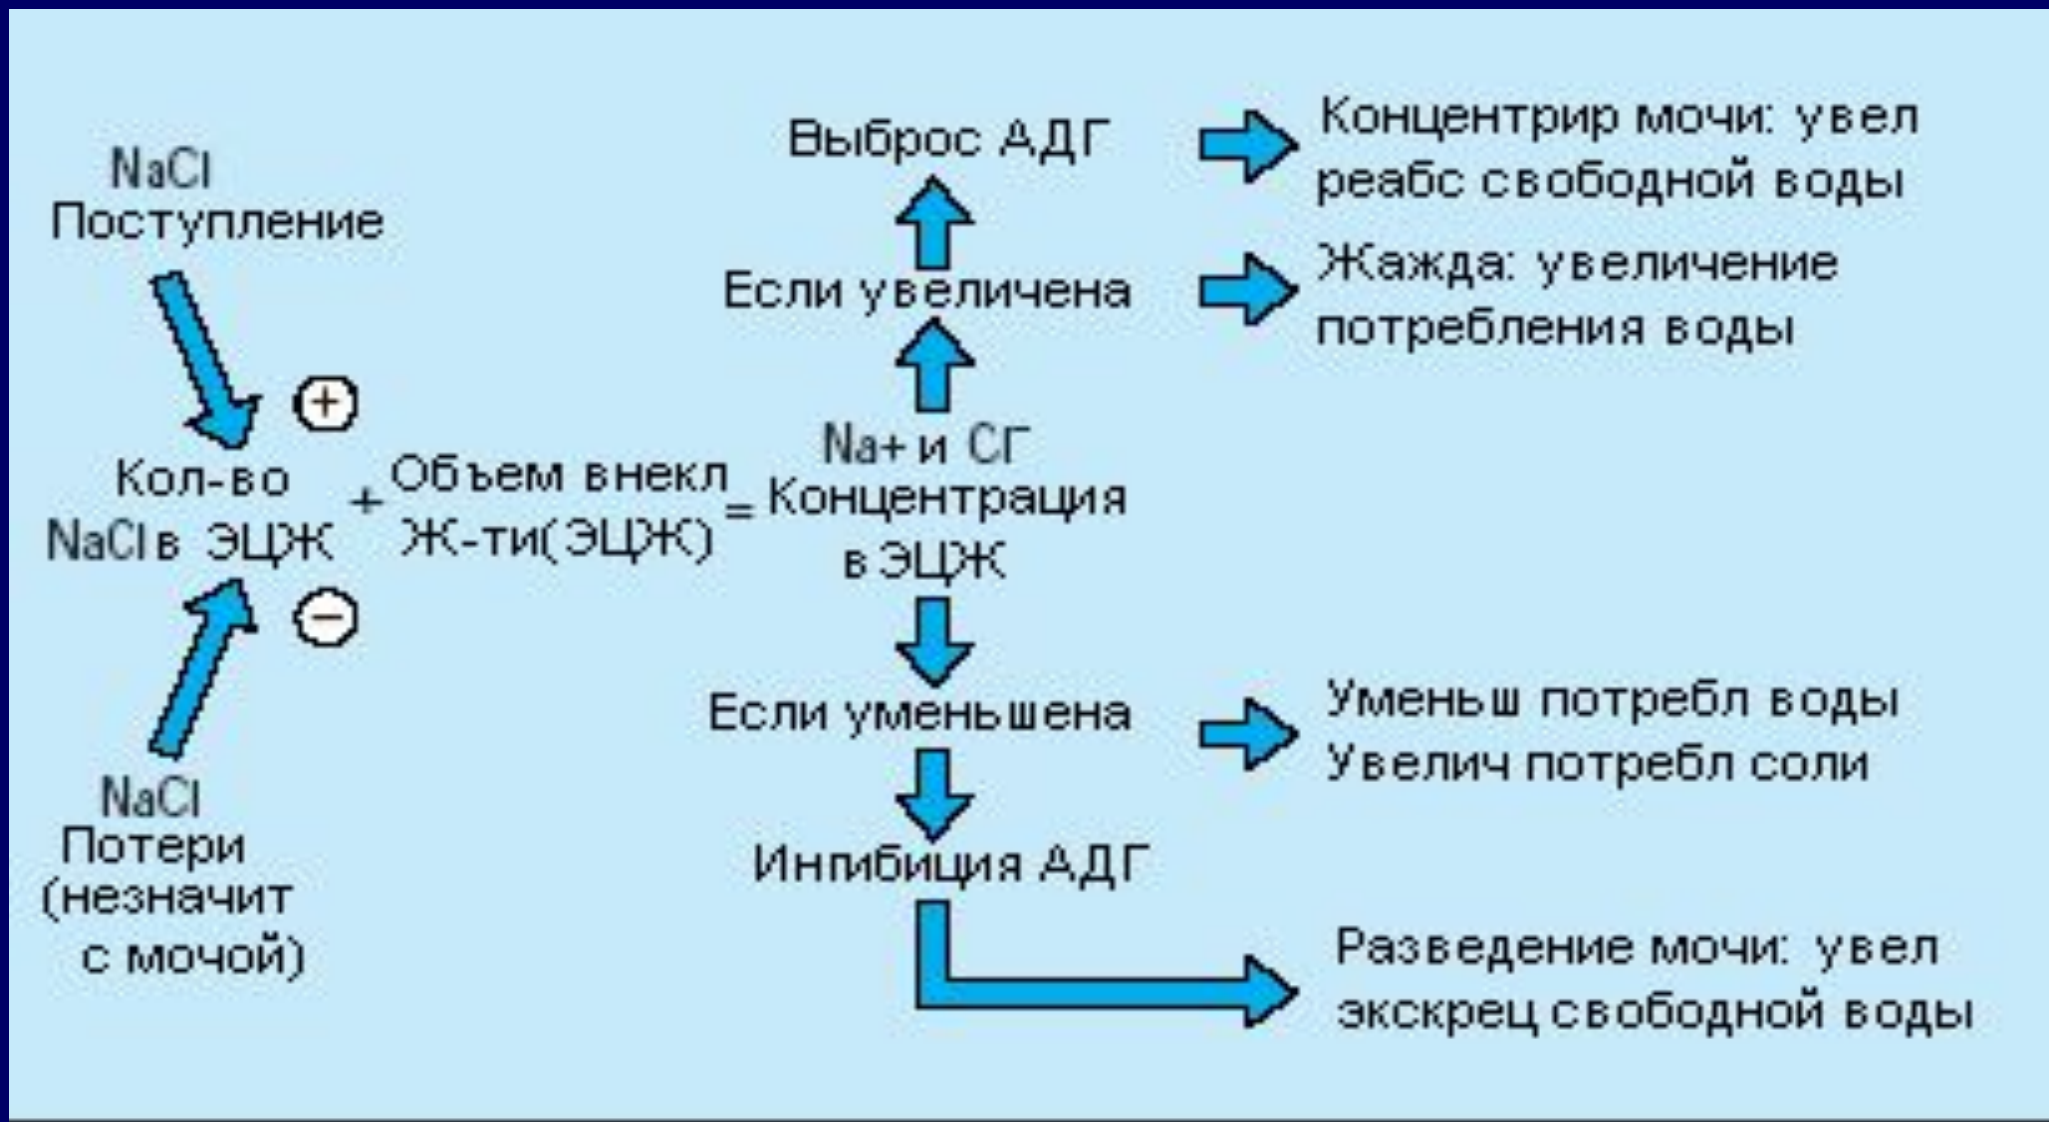 NaCl
Поступление
+
Кол-во
NaCl в ЭЦЖ
+
Объем внекл
Ж-ти(ЭЦЖ)
=
Na+ и СГ
Концентрация
в ЭЦЖ
−
NaCl
Потери
(незначит
с мочой)
Выброс АДГ
Концентрир мочи: увел
реабс свободной воды
Если увеличена
Жажда: увеличение
потребления воды
Если уменьшена
Уменьш потребл воды
Увелич потребл соли
Ингибиция АДГ
Разведение мочи: увел
экскрец свободной воды